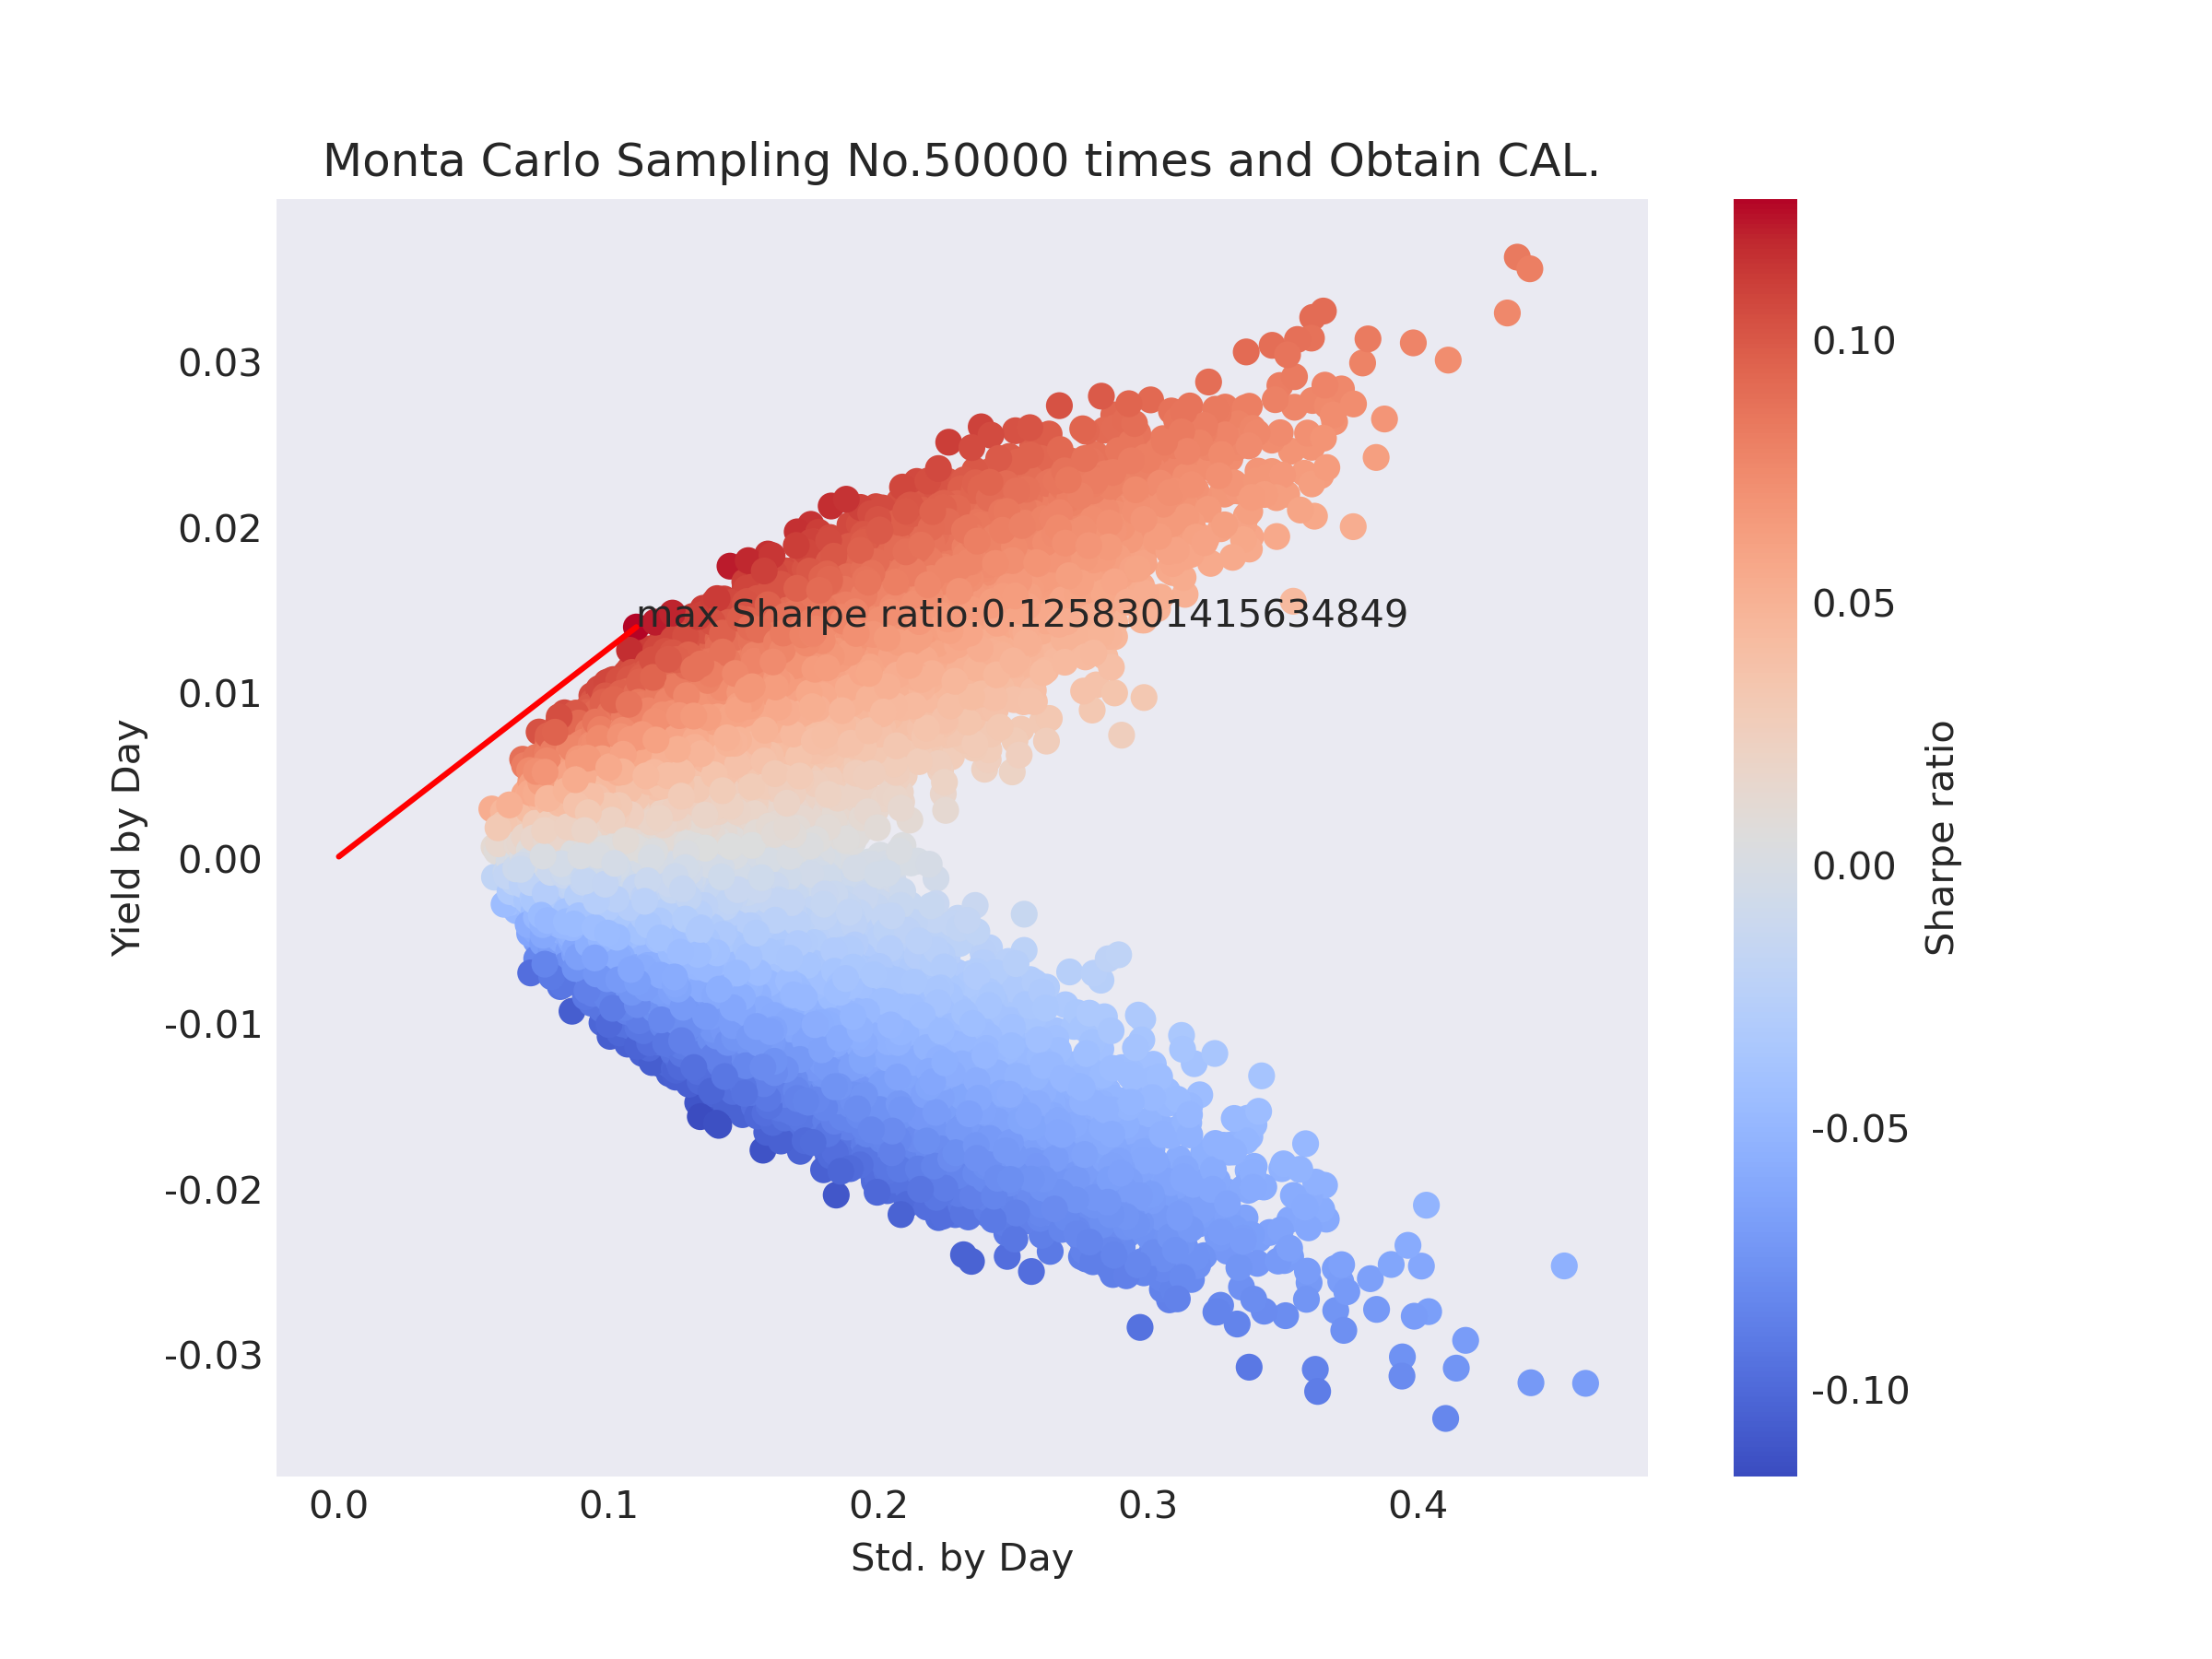 Monta Carlo Sampling No.50000 times and Obtain CAL.
0.03
0.02
0.01
0.00
-0.01
-0.02
-0.03
Yield by Day
max Sharpe ratio:0.1258301415634849
0.0 0.1 0.2 0.3 0.4
Std. by Day
0.10
0.05
0.00
-0.05
-0.10
Sharpe ratio